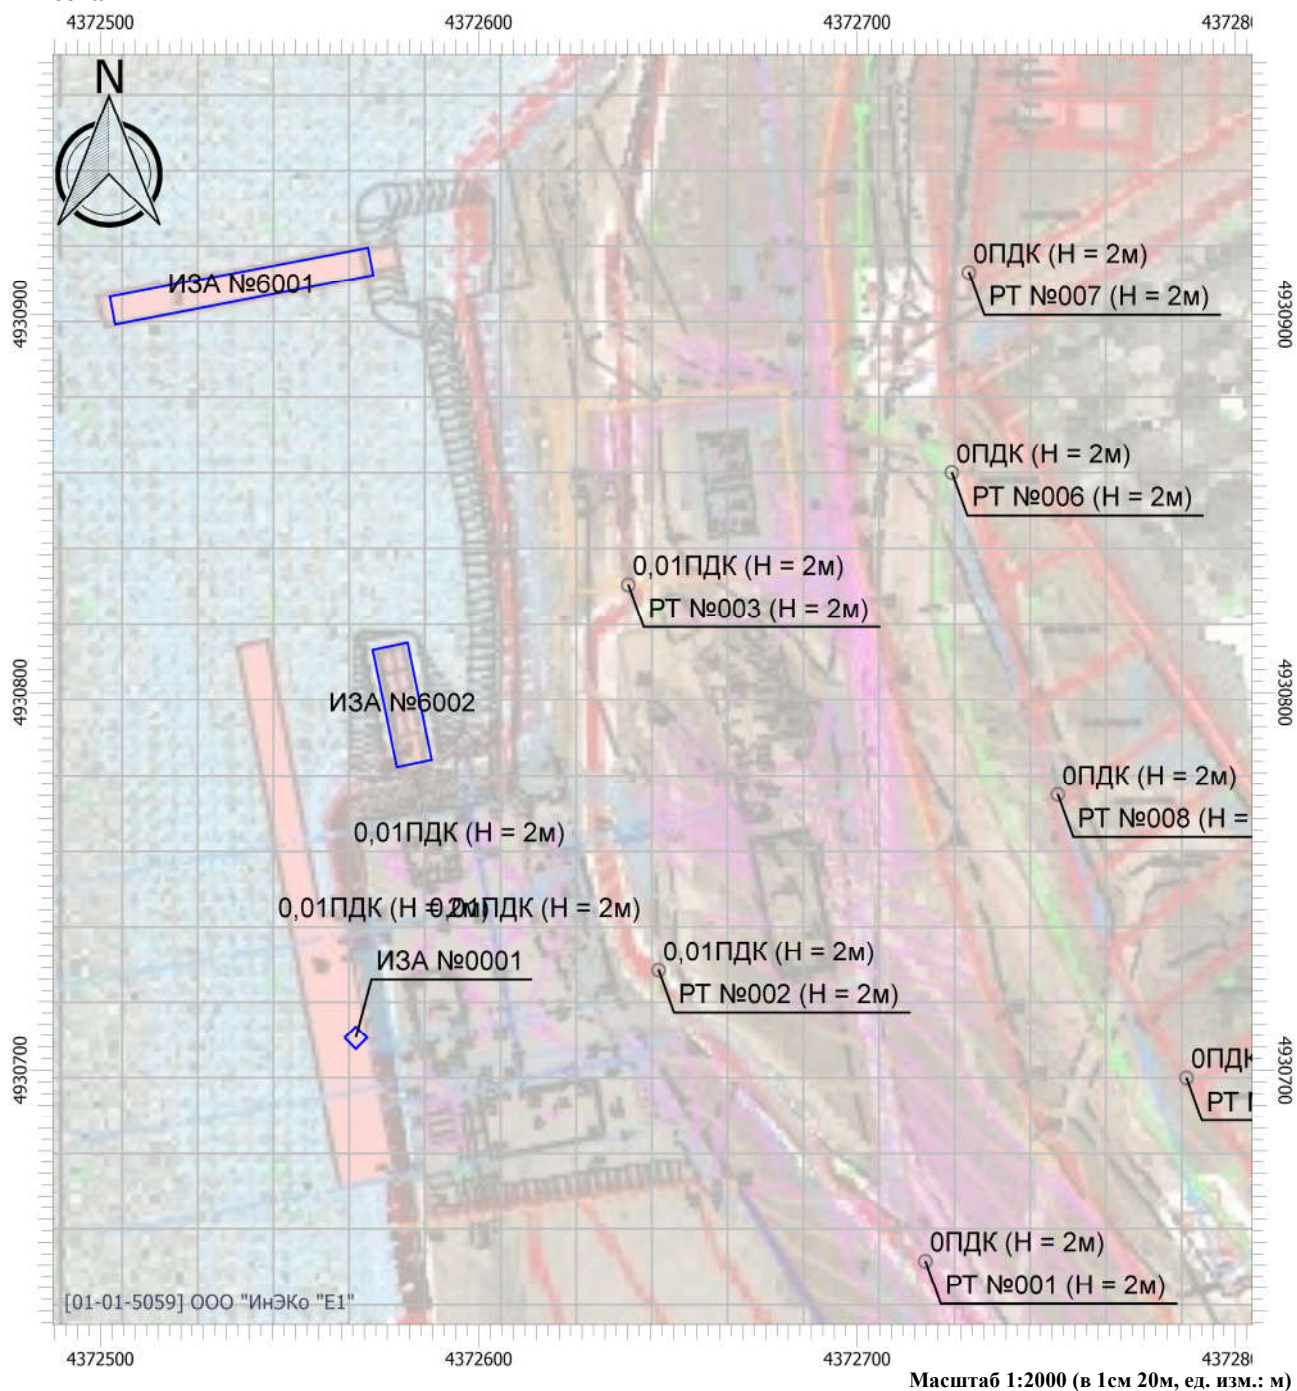 4372500 4372600 4372700 437280
N
0ПДК (Н = 2м)
ИЗА №6001
РТ №007 (Н = 2м)
4930900 4930900
0ПДК (Н = 2м)
РТ №006 (Н = 2м)
0,01ПДК (Н = 2м)
РТ №003 (Н = 2м)
4930800 4930800
ИЗА №6002
0ПДК (Н = 2м)
РТ №008 (Н =
0,01ПДК (Н = 2м)
0,01ПДК (Н = 2м) 0,01ПДК (Н = 2м)
ИЗА №0001
0,01ПДК (Н = 2м)
РТ №002 (Н = 2м)
4930700 4930700
0ПДК
РТ
0ПДК (Н = 2м)
РТ №001 (Н = 2м)
[01-01-5059] ООО "ИнЭКо "Е1"
4372500 4372600 4372700 437280
Масштаб 1:2000 (в 1см 20м, ед. изм.: м)